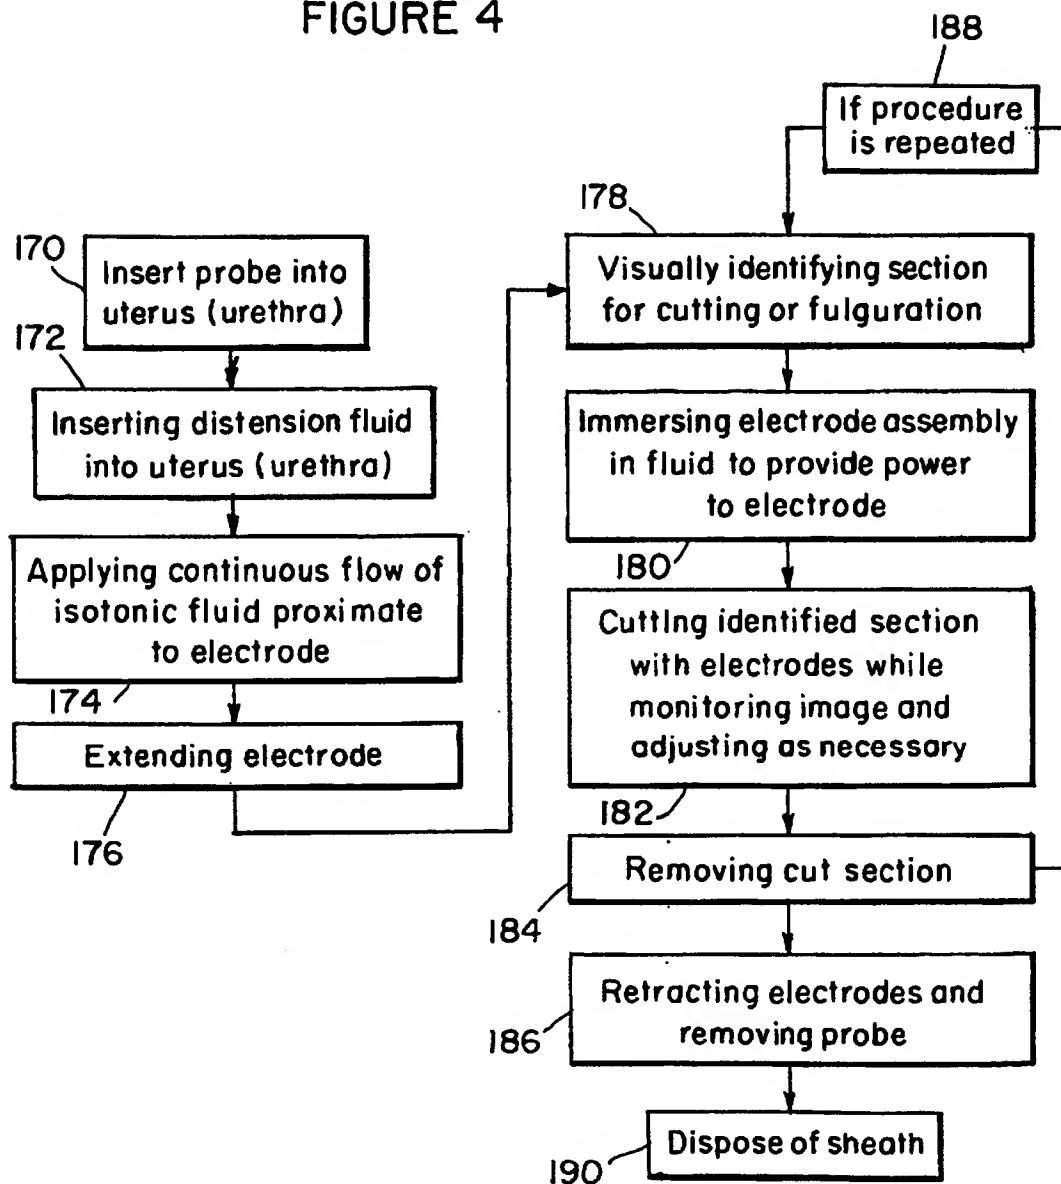 FIGURE 4
170
Insert probe into
uterus (urethra)
172
Inserting distension fluid
into uterus (urethra)
Applying continuous flow of
isotonic fluid proximate
to electrode
174
Extending electrode
176
188
If procedure
is repeated
178
Visually identifying section
for cutting or fulguration
Immersing electrode assembly
in fluid to provide power
to electrode
180
Cutting identified section
with electrodes while
monitoring image and
adjusting as necessary
182
Removing cut section
184
Retracting electrodes and
removing probe
186
Dispose of sheath
190